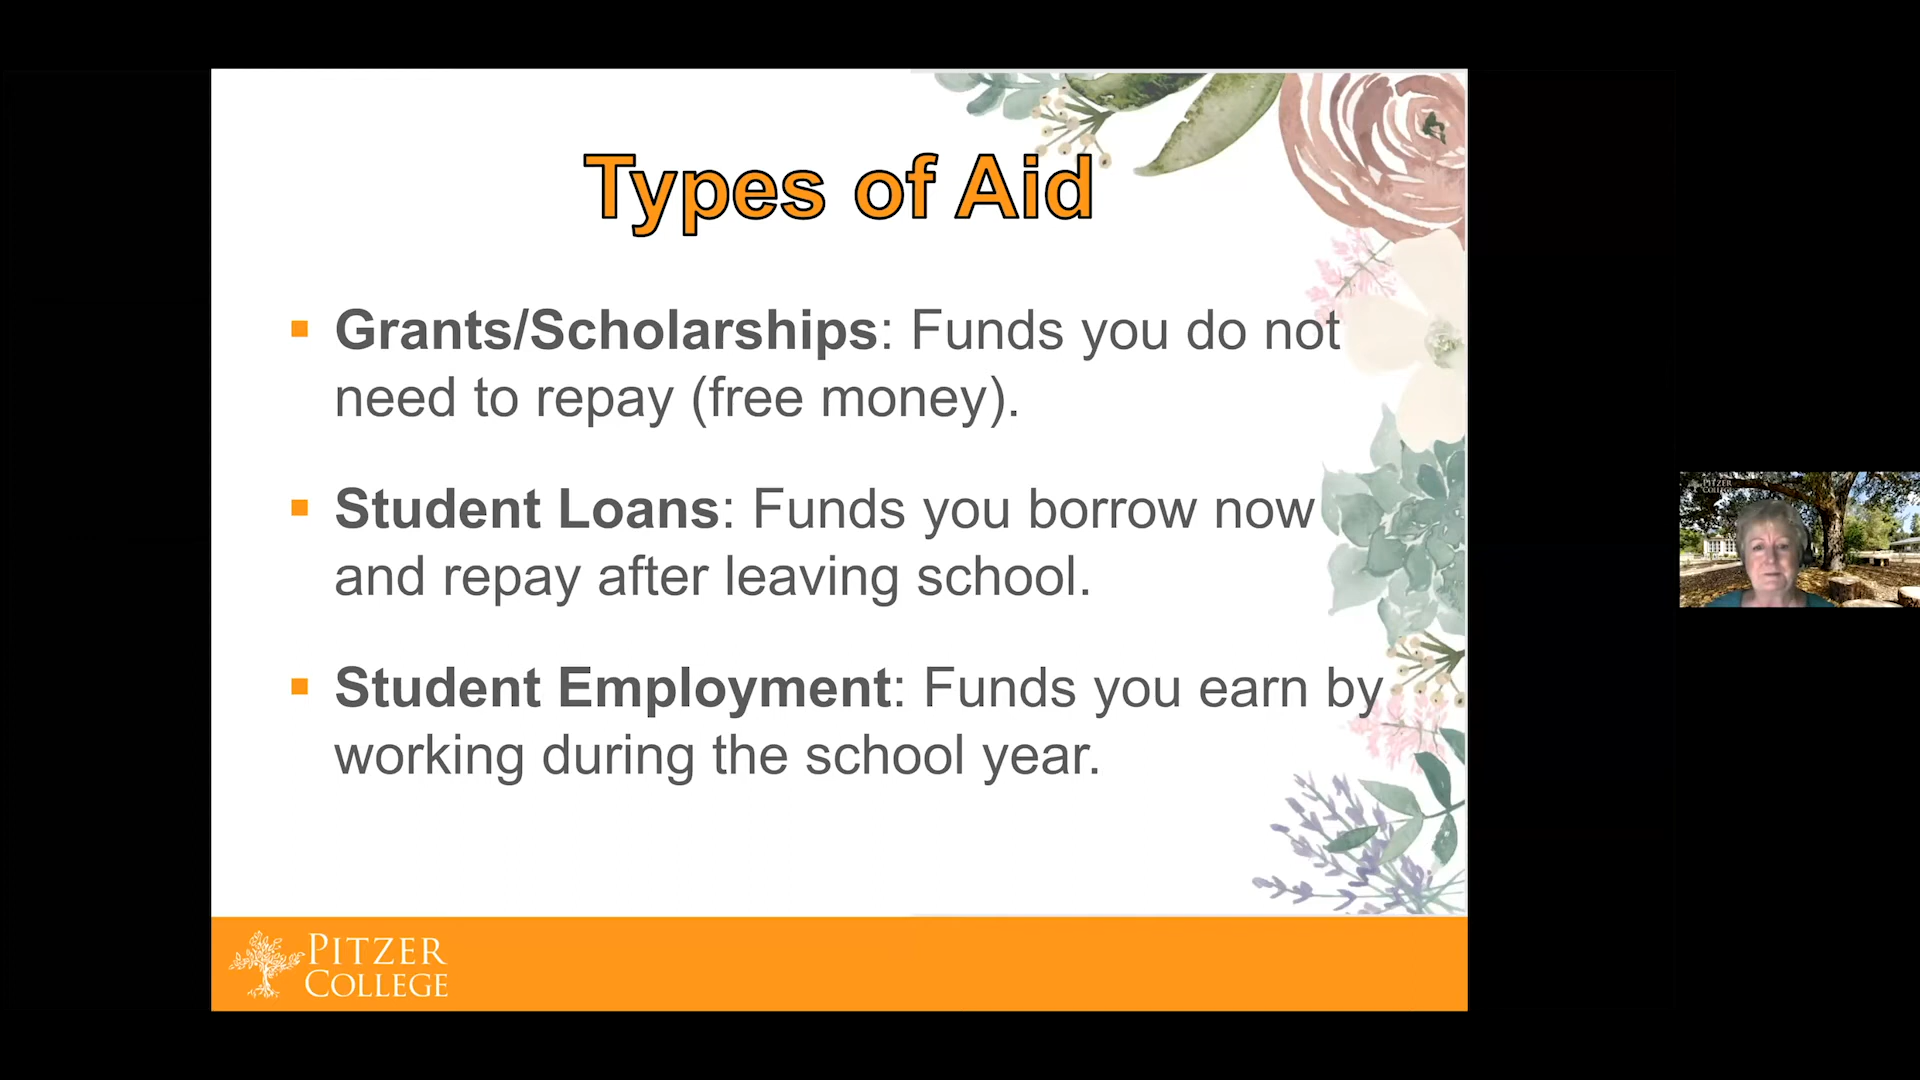 Types of Aid
▪ Grants/Scholarships: Funds you do not
need to repay (free money).
▪ Student Loans: Funds you borrow now
and repay after leaving school.
▪ Student Employment: Funds you earn by
working during the school year.
PITZER
COLLEGE
PITZER
COLLEGE